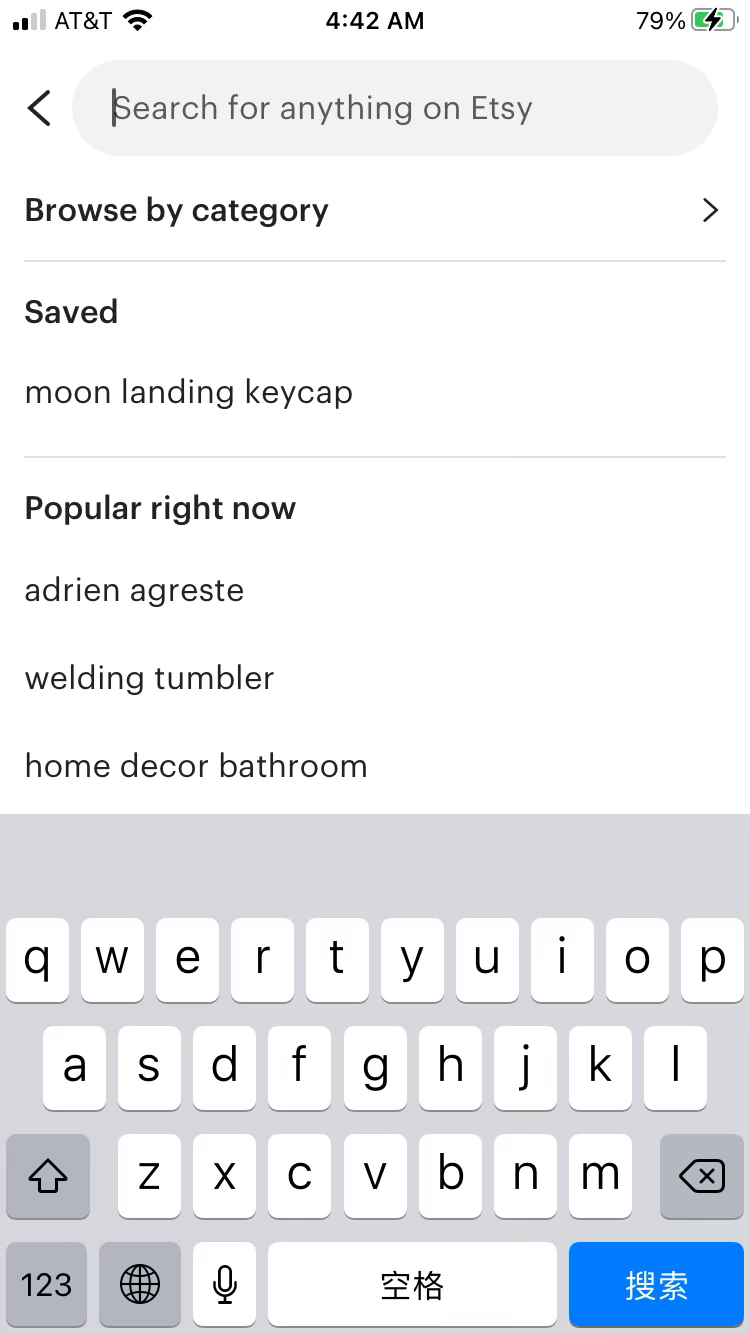 AT&T 4:42 AM 79%
Search for anything on Etsy
Browse by category
Saved
moon landing keycap
Popular right now
adrien agreste
welding tumbler
home decor bathroom
q w e r t y u i o p
a s d f g h j k l
z x c v b n m
123 空格 搜索